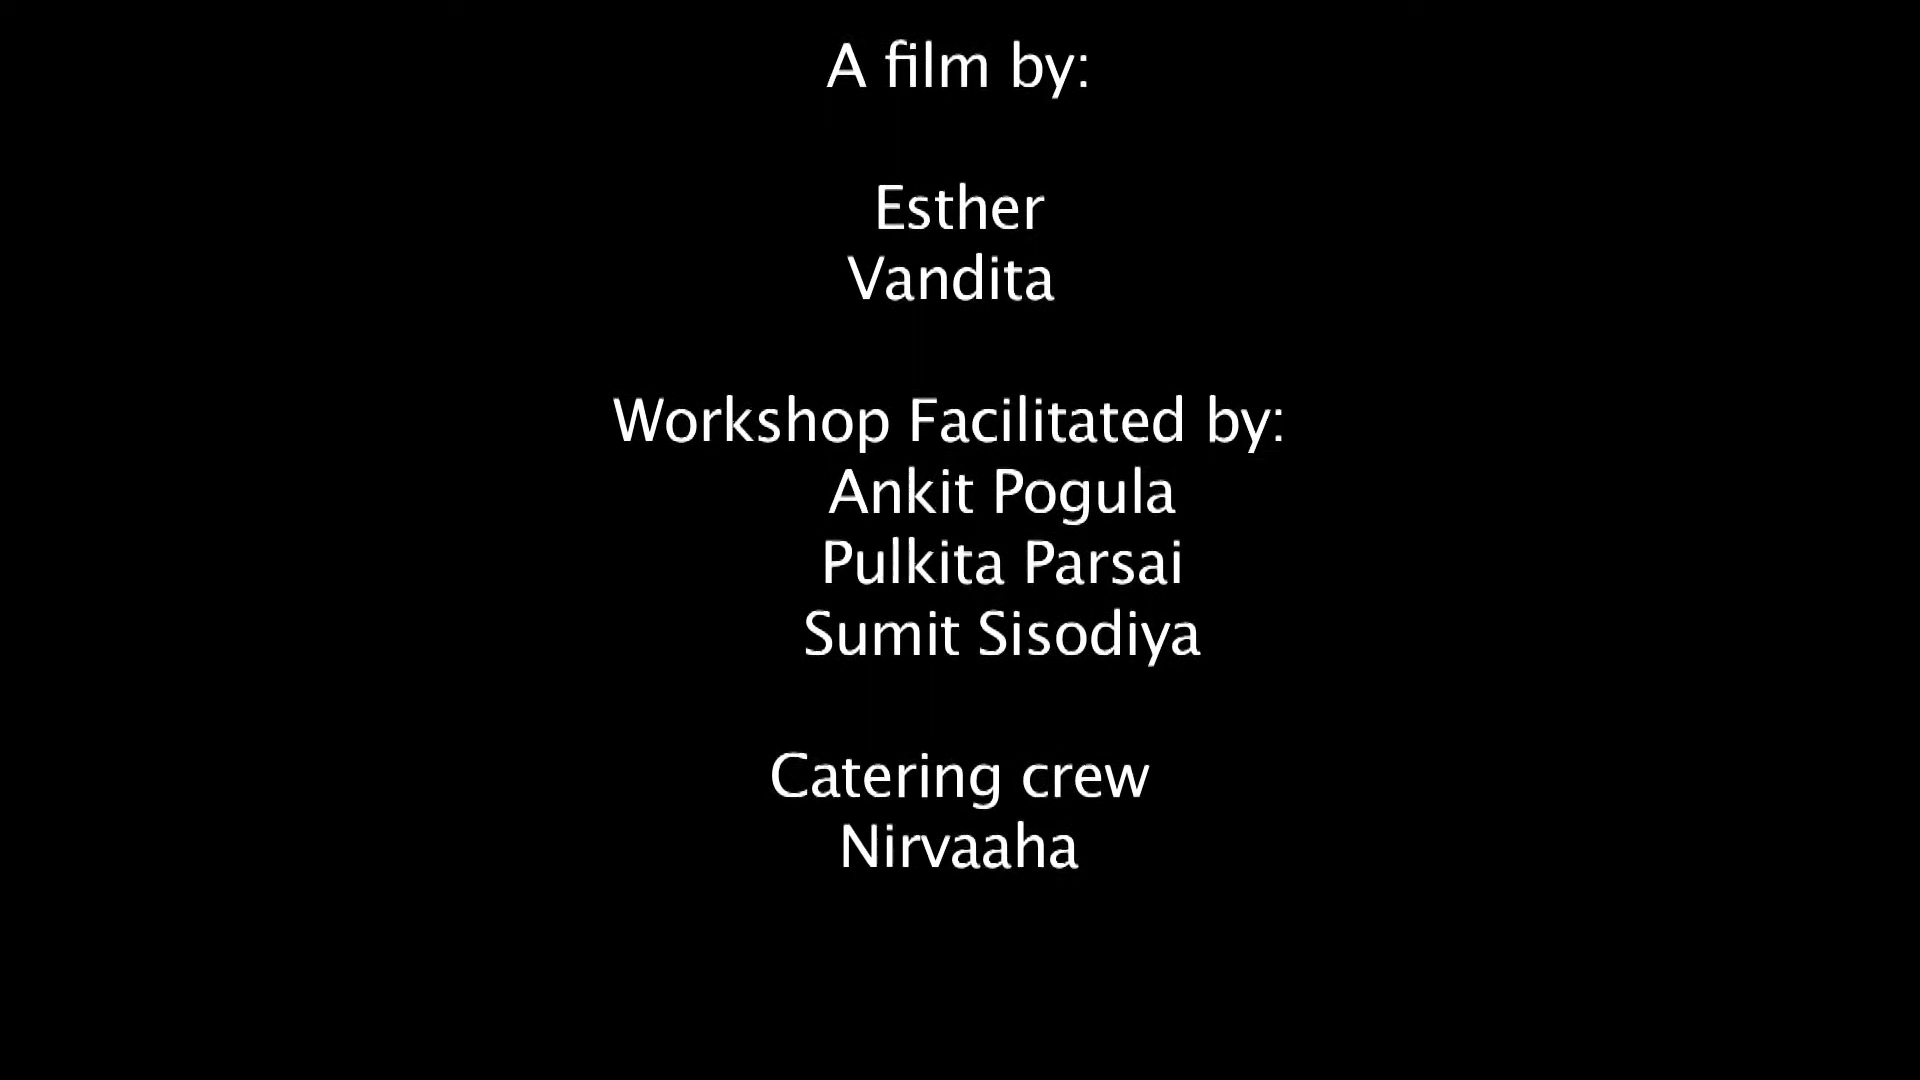 A film by:
Esther
Vandita
Workshop Facilitated by:
Ankit Pogula
Pulkita Parsai
Sumit Sisodiya
Catering crew
Nirvaaha